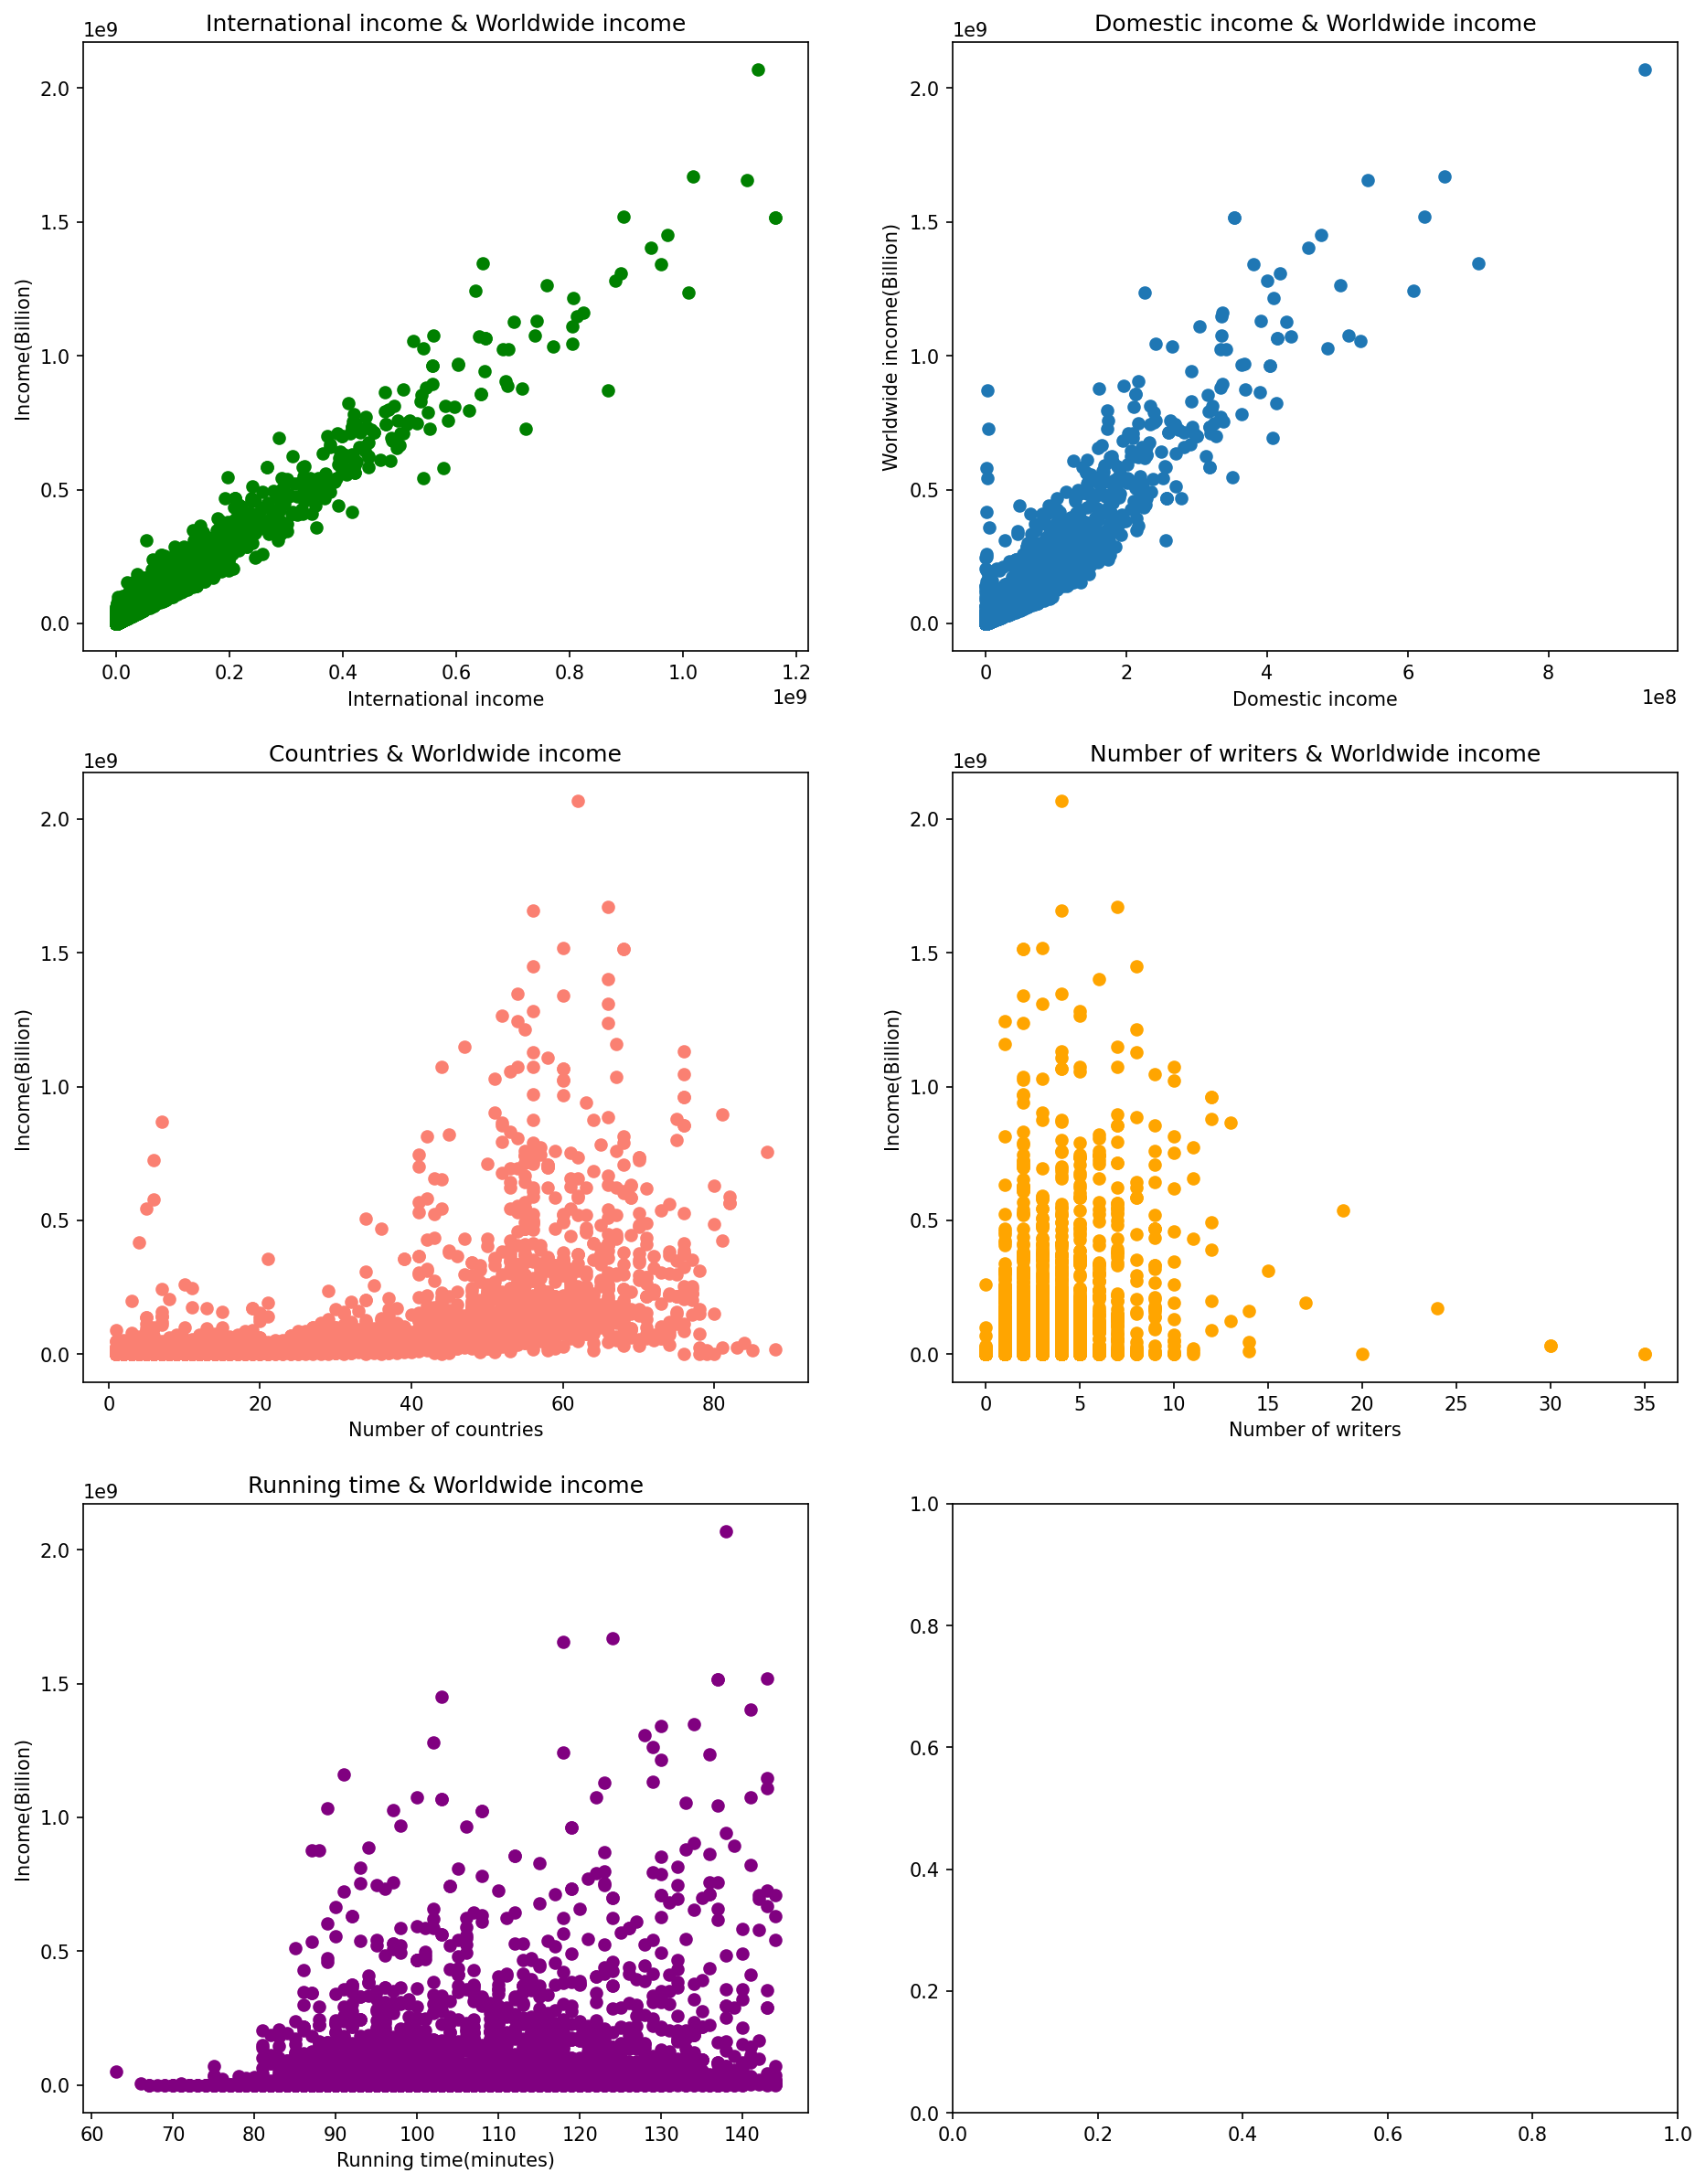 International income & Worldwide income
1e9
2.0
1.5
1.0
0.5
0.0
Income(Billion)
0.0 0.2 0.4 0.6 0.8 1.0 1.2
1e9
International income
Domestic income & Worldwide income
1e9
2.0
1.5
1.0
0.5
0.0
Worldwide income(Billion)
0 2 4 6 8
1e8
Domestic income
Countries & Worldwide income
1e9
2.0
1.5
1.0
0.5
0.0
Income(Billion)
0 20 40 60 80
Number of countries
Number of writers & Worldwide income
1e9
2.0
1.5
1.0
0.5
0.0
Income(Billion)
0 5 10 15 20 25 30 35
Number of writers
Running time & Worldwide income
1e9
2.0
1.5
1.0
0.5
0.0
Income(Billion)
60 70 80 90 100 110 120 130 140
Running time(minutes)
1.0
0.8
0.6
0.4
0.2
0.0
0.0 0.2 0.4 0.6 0.8 1.0